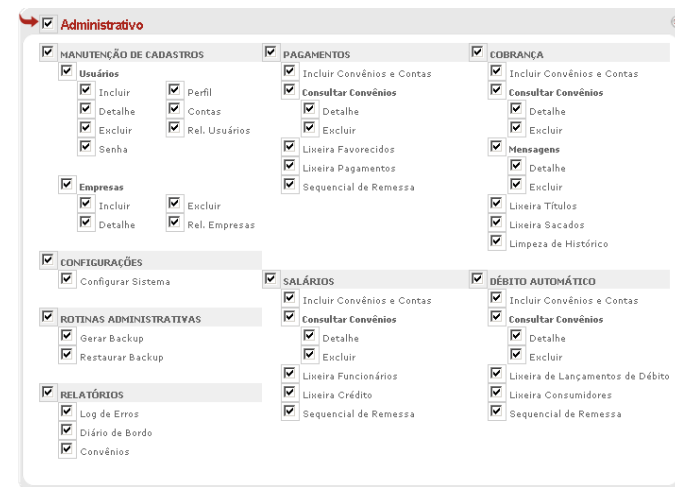 Administrativo
MANUTENÇÃO DE CADASTROS
Usuários
Incluir
Perfil
Detalhe
Contas
Excluir
Rel. Usuários
Senha
Empresas
Incluir
Excluir
Detalhe
Rel. Empresas
CONFIGURAÇÕES
Configurar Sistema
ROTINAS ADMINISTRATIVAS
Gerar Backup
Restaurar Backup
RELATÓRIOS
Log de Erros
Diário de Bordo
Convênios
PAGAMENTOS
Incluir Convênios e Contas
Consultar Convênios
Detalhe
Excluir
Lixeira Favorecidos
Lixeira Pagamentos
Sequencial de Remessa
SALÁRIOS
Incluir Convênios e Contas
Consultar Convênios
Detalhe
Excluir
Lixeira Funcionários
Lixeira Crédito
Sequencial de Remessa
COBRANÇA
Incluir Convênios e Contas
Consultar Convênios
Detalhe
Excluir
Mensagens
Detalhe
Excluir
Lixeira Títulos
Lixeira Sacados
Limpeza de Histórico
DÉBITO AUTOMÁTICO
Incluir Convênios e Contas
Consultar Convênios
Detalhe
Excluir
Lixeira de Lançamentos de Débito
Lixeira Consumidores
Sequencial de Remessa